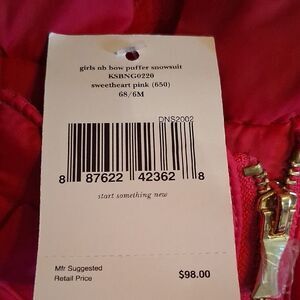 girls nb bow puffer snowsuit
KSBNG0220
sweetheart pink (650)
68/6M
DNS2002
8 87622 42362 8
start something new
Mfr Suggested
Retail Price
$98.00